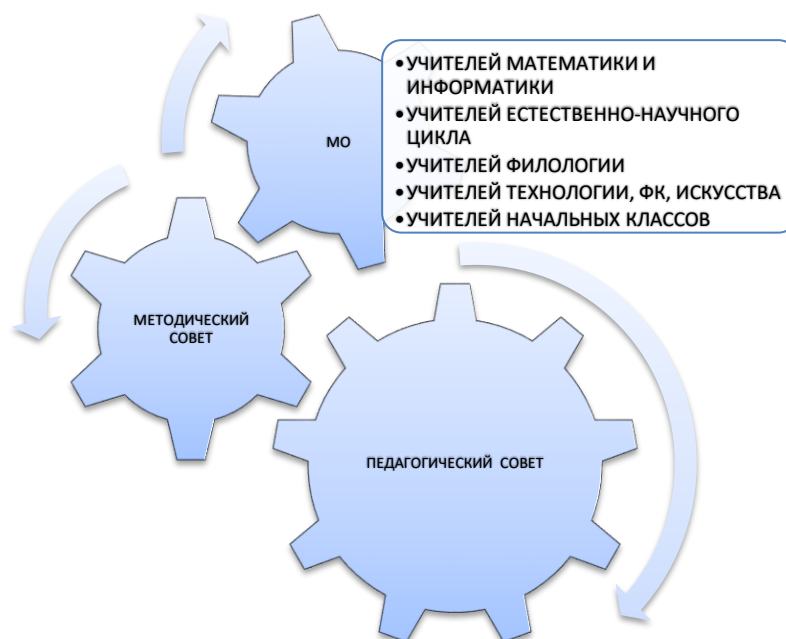 МО
•УЧИТЕЛЕЙ МАТЕМАТИКИ И
ИНФОРМАТИКИ
•УЧИТЕЛЕЙ ЕСТЕСТВЕННО-НАУЧНОГО
ЦИКЛА
•УЧИТЕЛЕЙ ФИЛОЛОГИИ
•УЧИТЕЛЕЙ ТЕХНОЛОГИИ, ФК, ИСКУССТВА
•УЧИТЕЛЕЙ НАЧАЛЬНЫХ КЛАССОВ
МЕТОДИЧЕСКИЙ
СОВЕТ
ПЕДАГОГИЧЕСКИЙ СОВЕТ